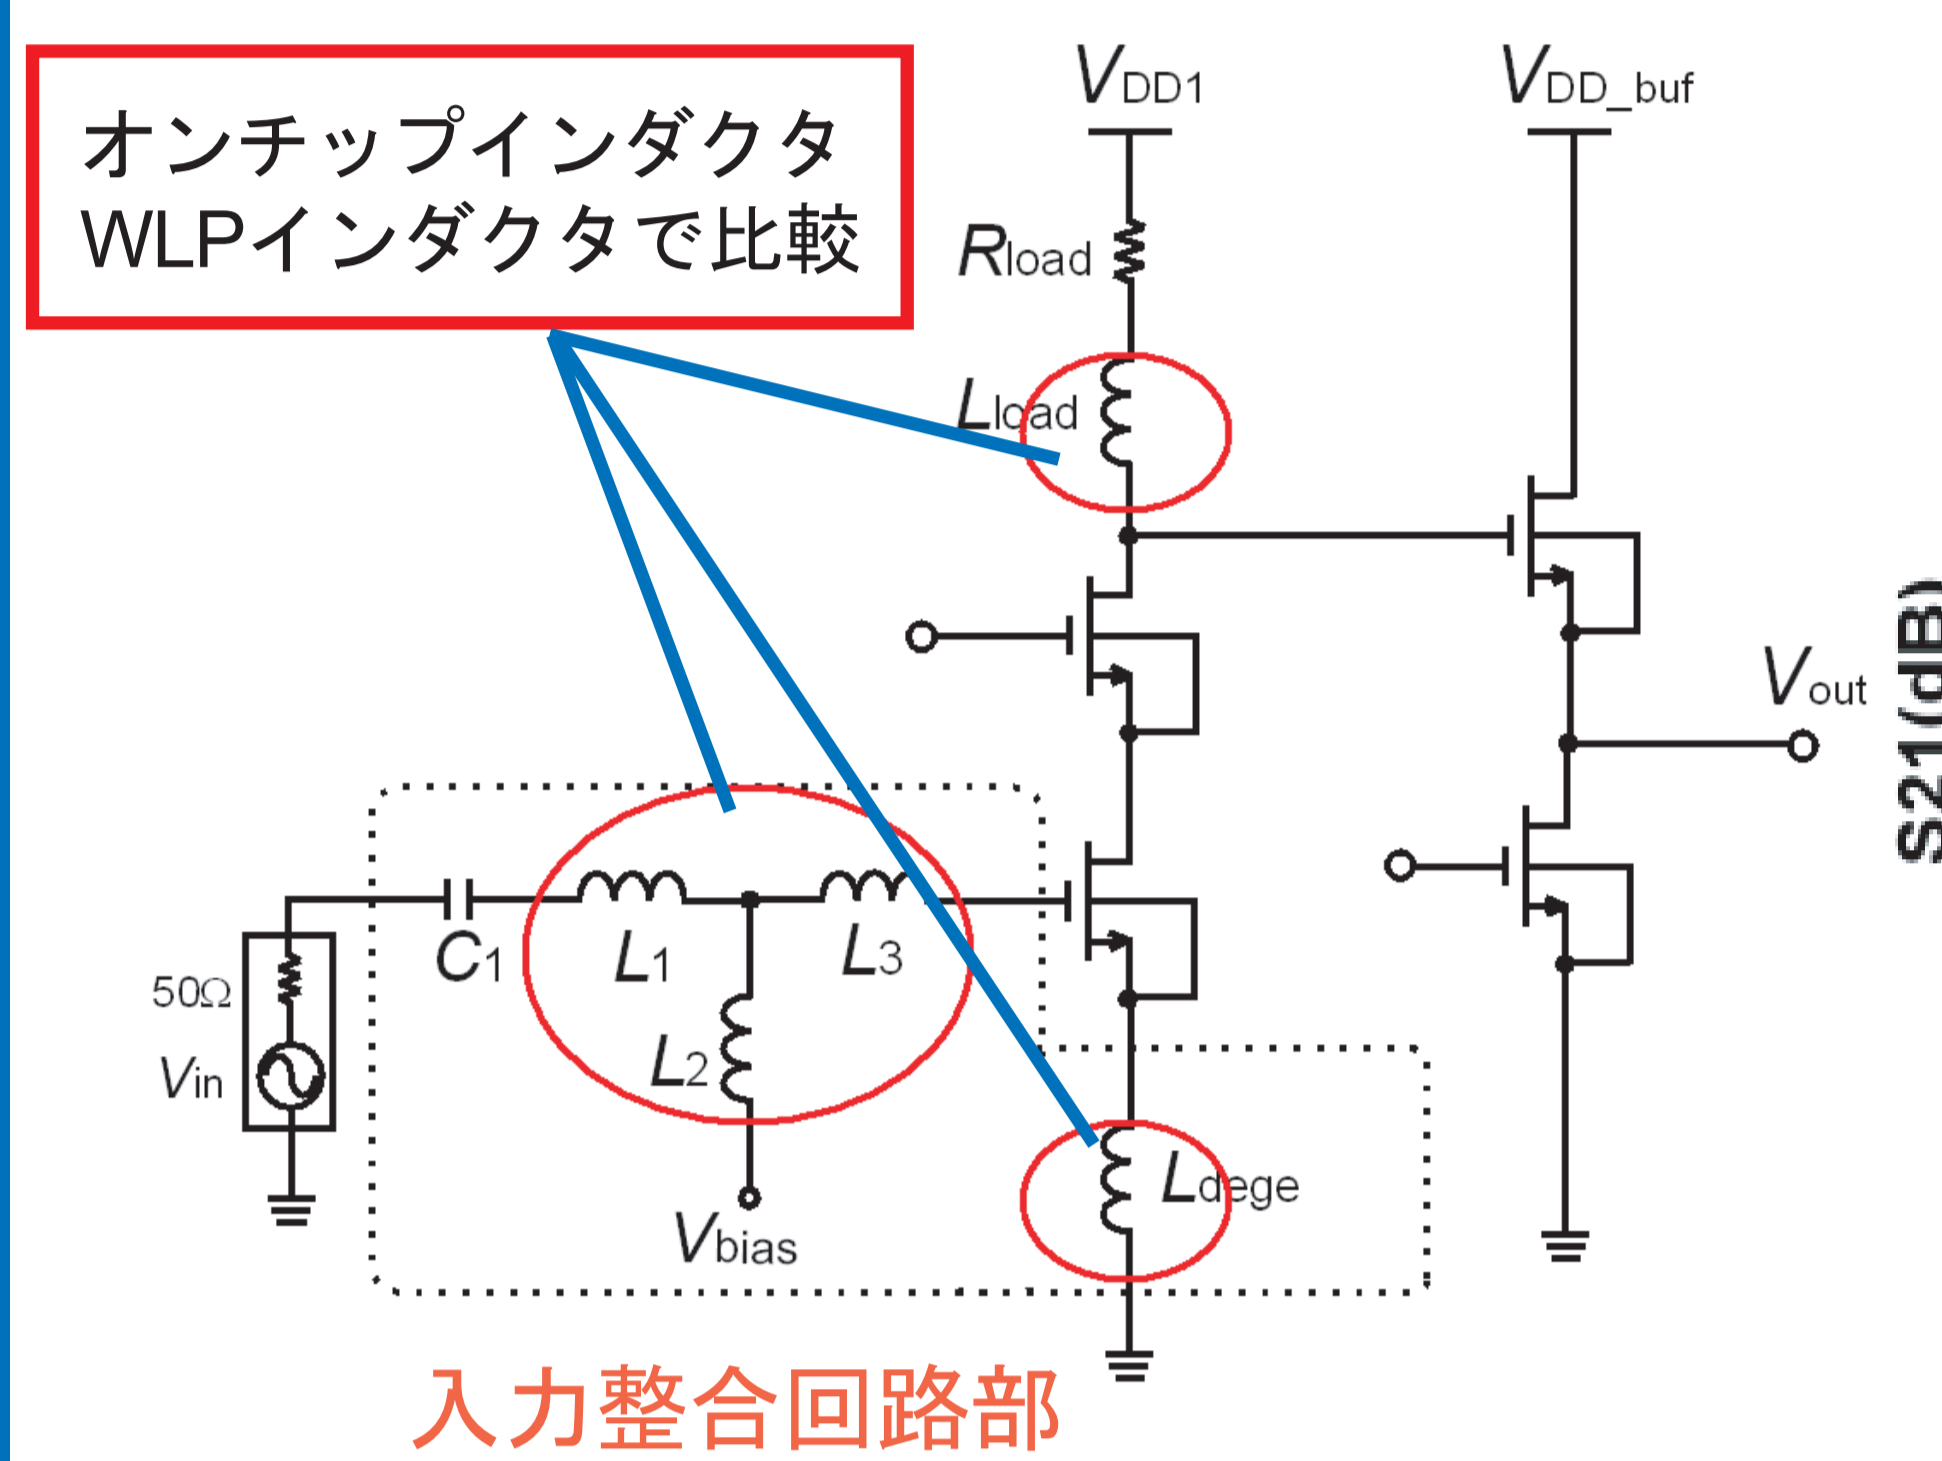 オンチップインダクタ
WLPインダクタで比較
VDD1
VDD_buf
Rload
Lload
Vout
S21(dB)
C1
L1
L3
50Ω
L2
Vin
Ldege
Vbias
入力整合回路部